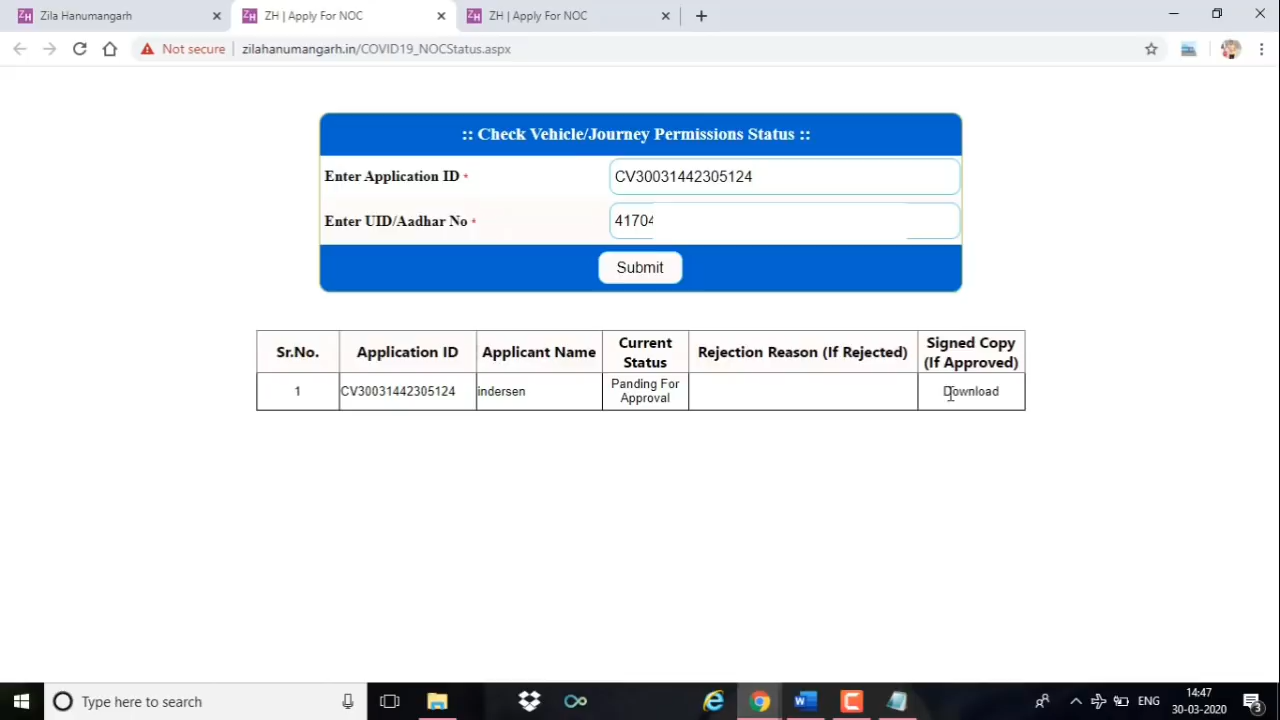 Zila Hanumangarh
ZH | Apply For NOC
ZH | Apply For NOC
Not secure
zilahanumangarh.in/COVID19_NOCStatus.aspx
:: Check Vehicle/Journey Permissions Status ::
Enter Application ID *
CV30031442305124
Enter UID/Aadhar No *
41704
Submit
Sr.No. Application ID Applicant Name Current Status Rejection Reason (If Rejected) Signed Copy (If Approved)
1 CV30031442305124 indersen Panding For Approval Download
Type here to search
ENG
14:47
30-03-2020
3